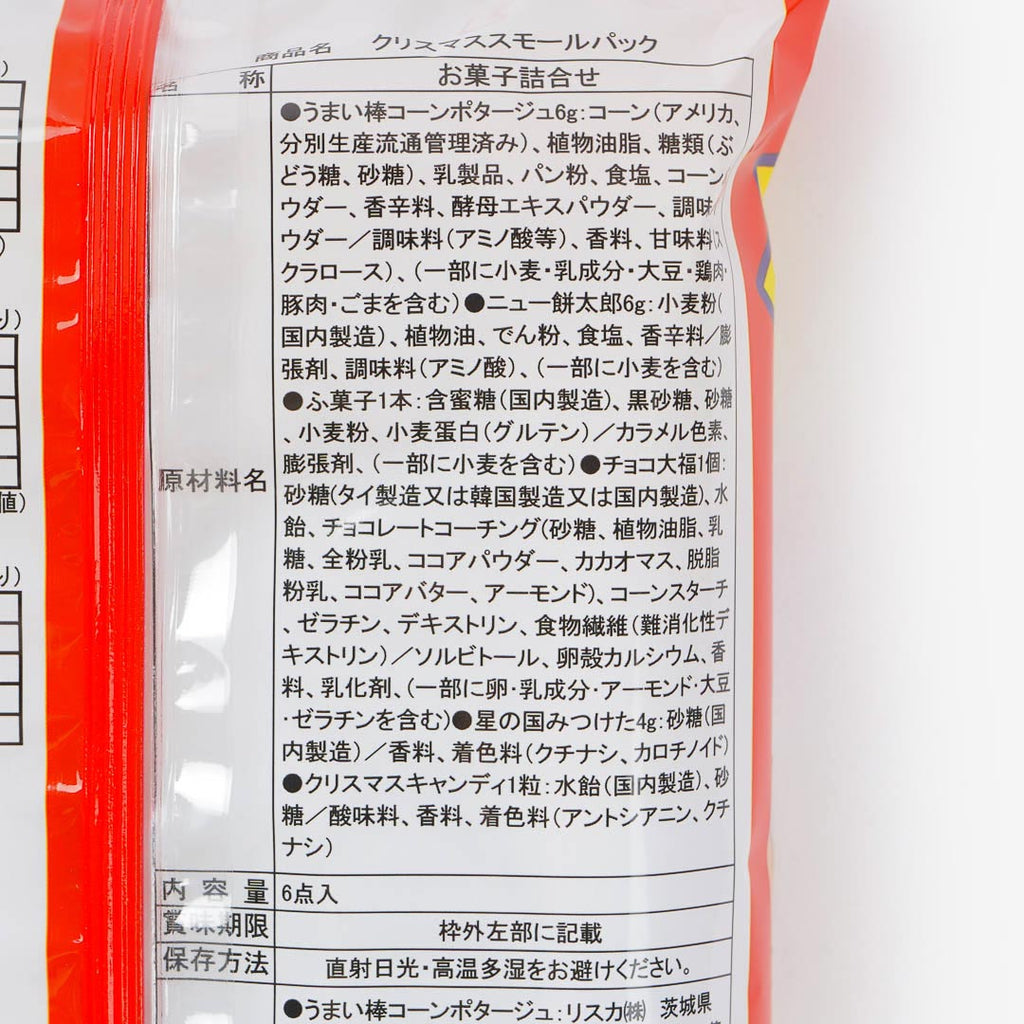 商品名 クリスマススモールパック
名 称 お菓子詰合せ
原材料名
●うまい棒コーンポタージュ6g:コーン(アメリカ、
分別生産流通管理済み)、植物油脂、糖類(ぶ
どう糖、砂糖)、乳製品、パン粉、食塩、コーン
ウダー、香辛料、酵母エキスパウダー、調味
ウダー/調味料(アミノ酸等)、香料、甘味料(ス
クラロース)、(一部に小麦・乳成分・大豆・鶏肉・
豚肉・ごまを含む)●ニュー餅太郎6g:小麦粉(
国内製造)、植物油、でん粉、食塩、香辛料/膨
張剤、調味料(アミノ酸)、(一部に小麦を含む)
●ふ菓子1本:含蜜糖(国内製造)、黒砂糖、砂糖
、小麦粉、小麦蛋白(グルテン)/カラメル色素、
膨張剤、(一部に小麦を含む)●チョコ大福1個:
砂糖(タイ製造又は韓国製造又は国内製造)、水
飴、チョコレートコーチング(砂糖、植物油脂、乳
糖、全粉乳、ココアパウダー、カカオマス、脱脂
粉乳、ココアバター、アーモンド)、コーンスターチ
、ゼラチン、デキストリン、食物繊維(難消化性デ
キストリン)/ソルビトール、卵殻カルシウム、香
料、乳化剤、(一部に卵・乳成分・アーモンド・大豆
・ゼラチンを含む)●星の国みつけた4g:砂糖(国
内製造)/香料、着色料(クチナシ、カロチノイド)
●クリスマスキャンディ1粒:水飴(国内製造)、砂
糖/酸味料、香料、着色料(アントシアニン、クチ
ナシ)
内 容 量 6点入
賞味期限 枠外左部に記載
保存方法 直射日光・高温多湿をお避けください。
●うまい棒コーンポタージュ:リスカ㈱ 茨城県